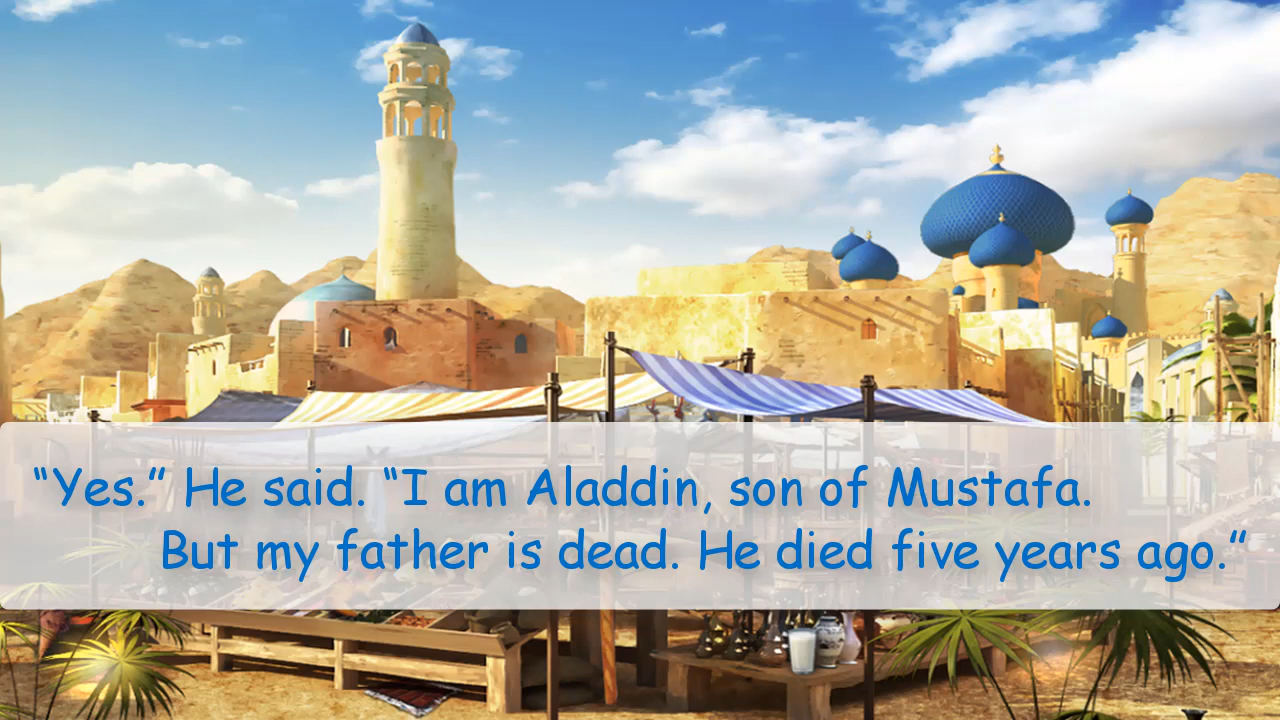 “Yes.” He said. “I am Aladdin, son of Mustafa.
But my father is dead. He died five years ago.”